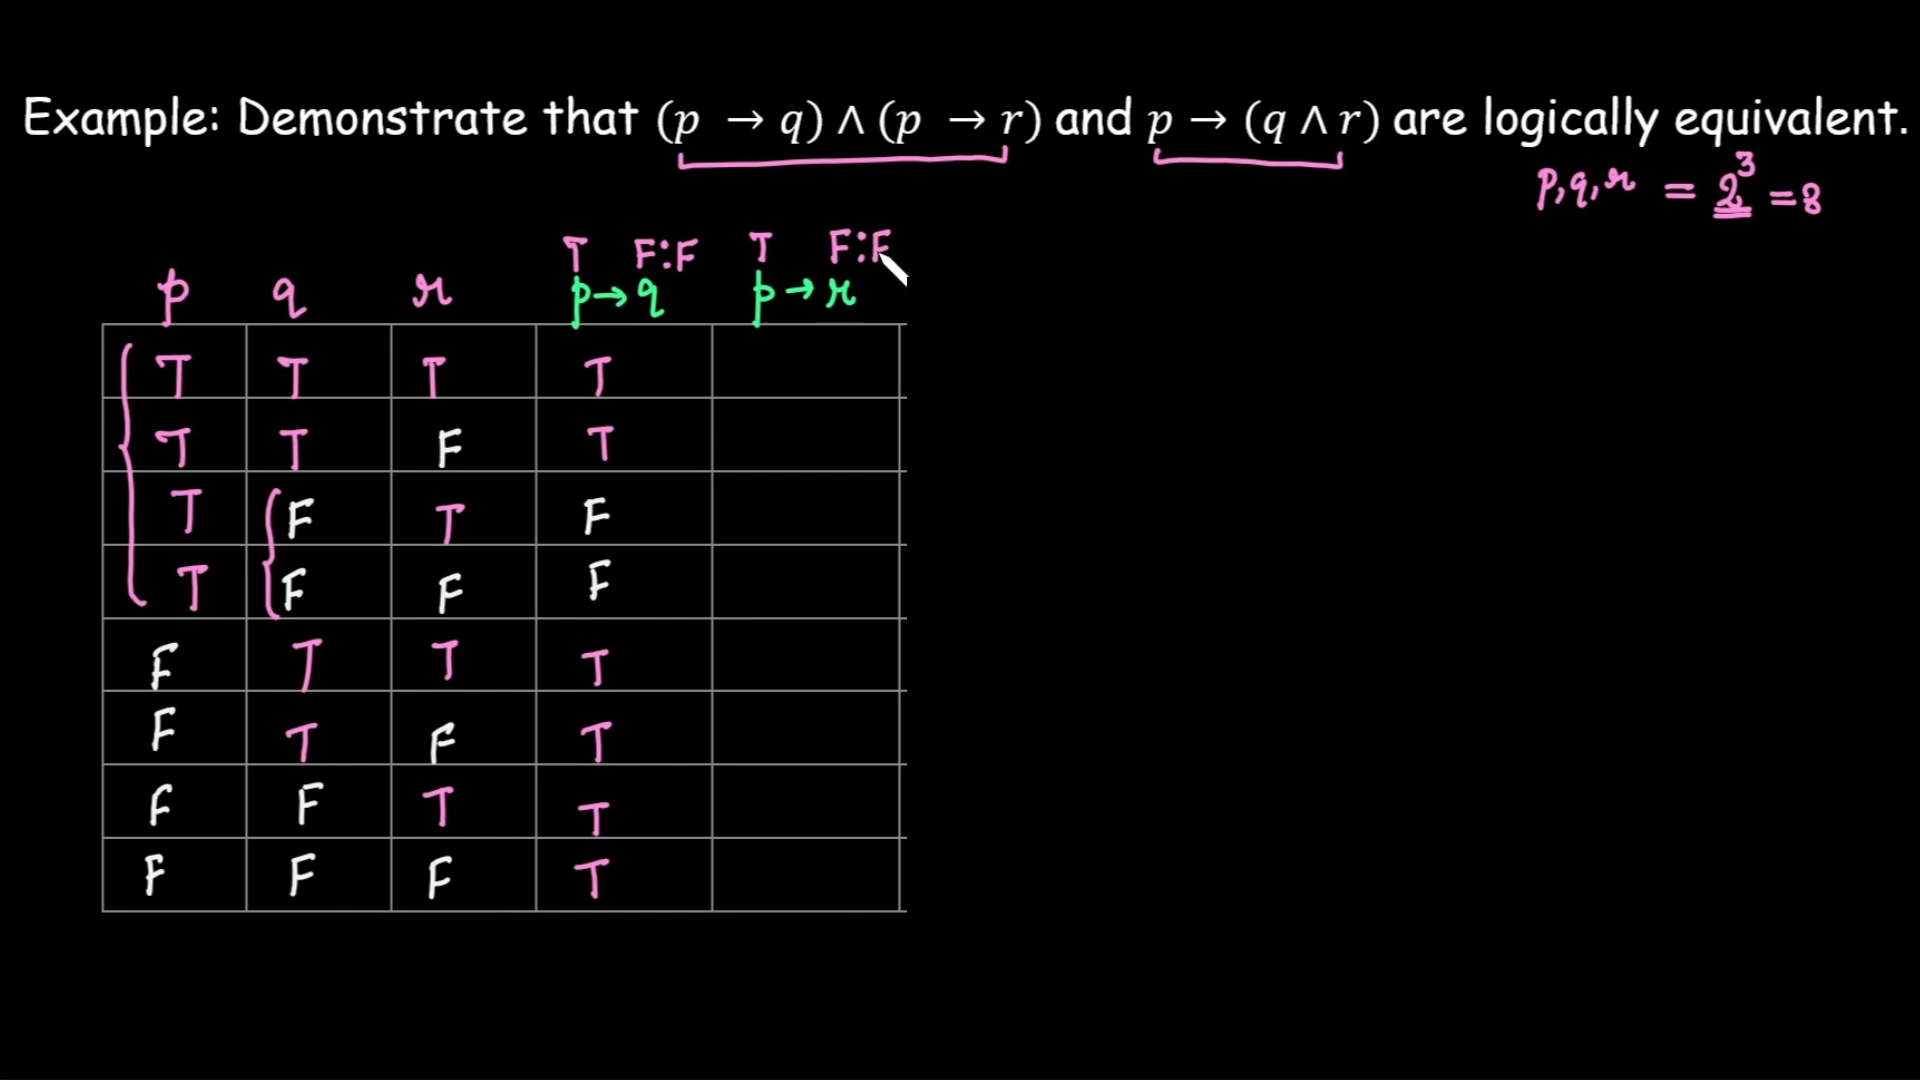 Example: Demonstrate that (p → q) ∧ (p → r) and p → (q ∧ r) are logically equivalent.
p,q,r = 2³ = 8
T F:F T F:F
p q r p→q p→r
T T T T
T T F T
T F T F
T F F F
F T T T
F T F T
F F T T
F F F T